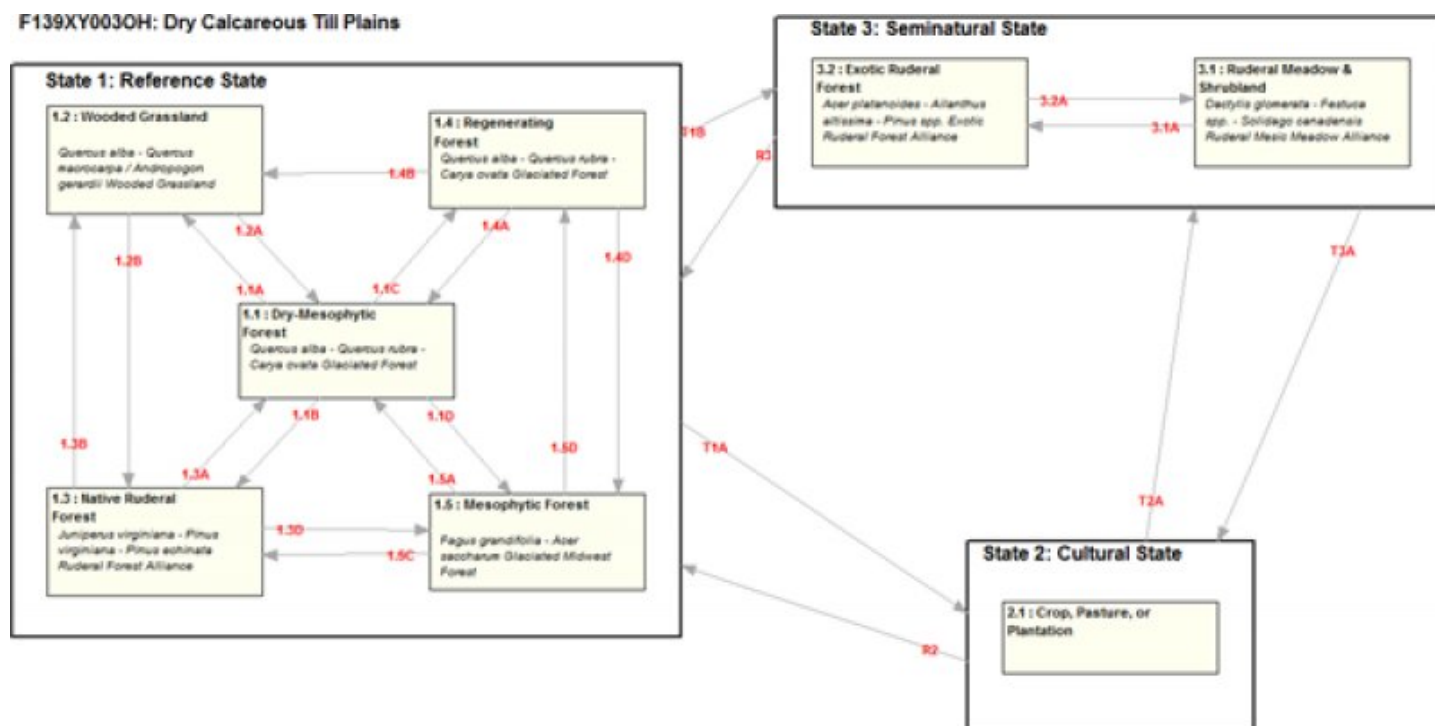 F139XY003OH: Dry Calcareous Till Plains
State 1: Reference State
1.2 : Wooded Grassland
Quercus alba - Quercus
macrocarpa / Andropogon
gerardii Wooded Grassland
1.4 : Regenerating
Forest
Quercus alba - Quercus rubra -
Carya ovata Glaciated Forest
1.4B
1.2A
1.4A
1.2B
1.4D
1.1A
1.1C
1.1 : Dry-Mesophytic
Forest
Quercus alba - Quercus rubra -
Carya ovata Glaciated Forest
1.1B
1.1D
1.3B
1.3A
1.5A
1.5D
1.3 : Native Ruderal
Forest
Juniperus virginiana - Pinus
virginiana - Pinus echinata
Ruderal Forest Alliance
1.3D
1.5C
1.5 : Mesophytic Forest
Fagus grandifolia - Acer
saccharum Glaciated Midwest
Forest
T1B
R3
State 3: Seminatural State
3.2 : Exotic Ruderal
Forest
Acer platanoides - Ailanthus
altissima - Pinus spp. Exotic
Ruderal Forest Alliance
3.2A
3.1A
3.1 : Ruderal Meadow &
Shrubland
Dactylis glomerata - Festuca
spp. - Solidago canadensis
Ruderal Mesic Meadow Alliance
T3A
T1A
T2A
R2
State 2: Cultural State
2.1 : Crop, Pasture, or
Plantation